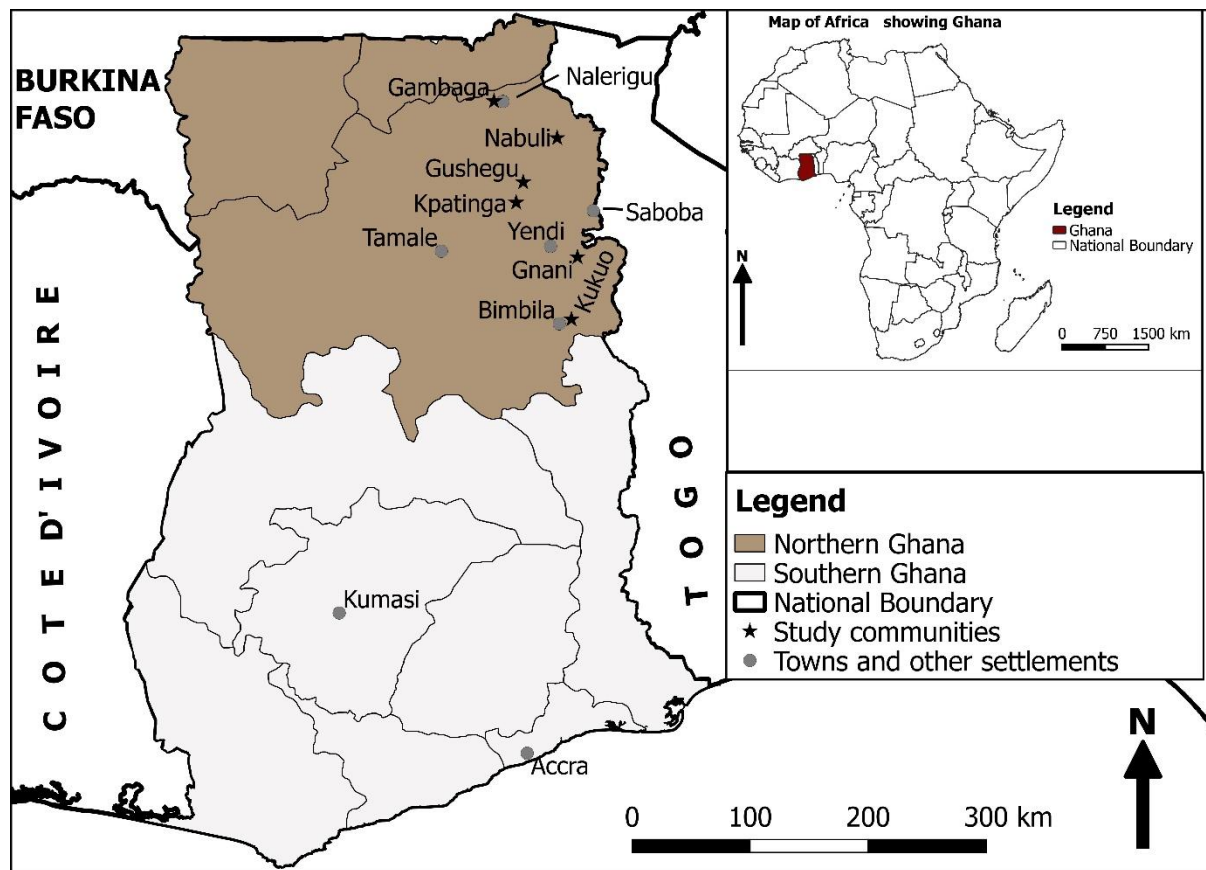 BURKINA
FASO
COTE D'IVOIRE
TOGO
Gambaga
Nalerigu
Nabuli
Gushegu
Kpatinga
Saboba
Tamale
Yendi
Gnani
Kukuo
Bimbila
Kumasi
Accra
Map of Africa showing Ghana
Legend
Ghana
National Boundary
N
0 750 1500 km
Legend
Northern Ghana
Southern Ghana
National Boundary
Study communities
Towns and other settlements
N
0 100 200 300 km